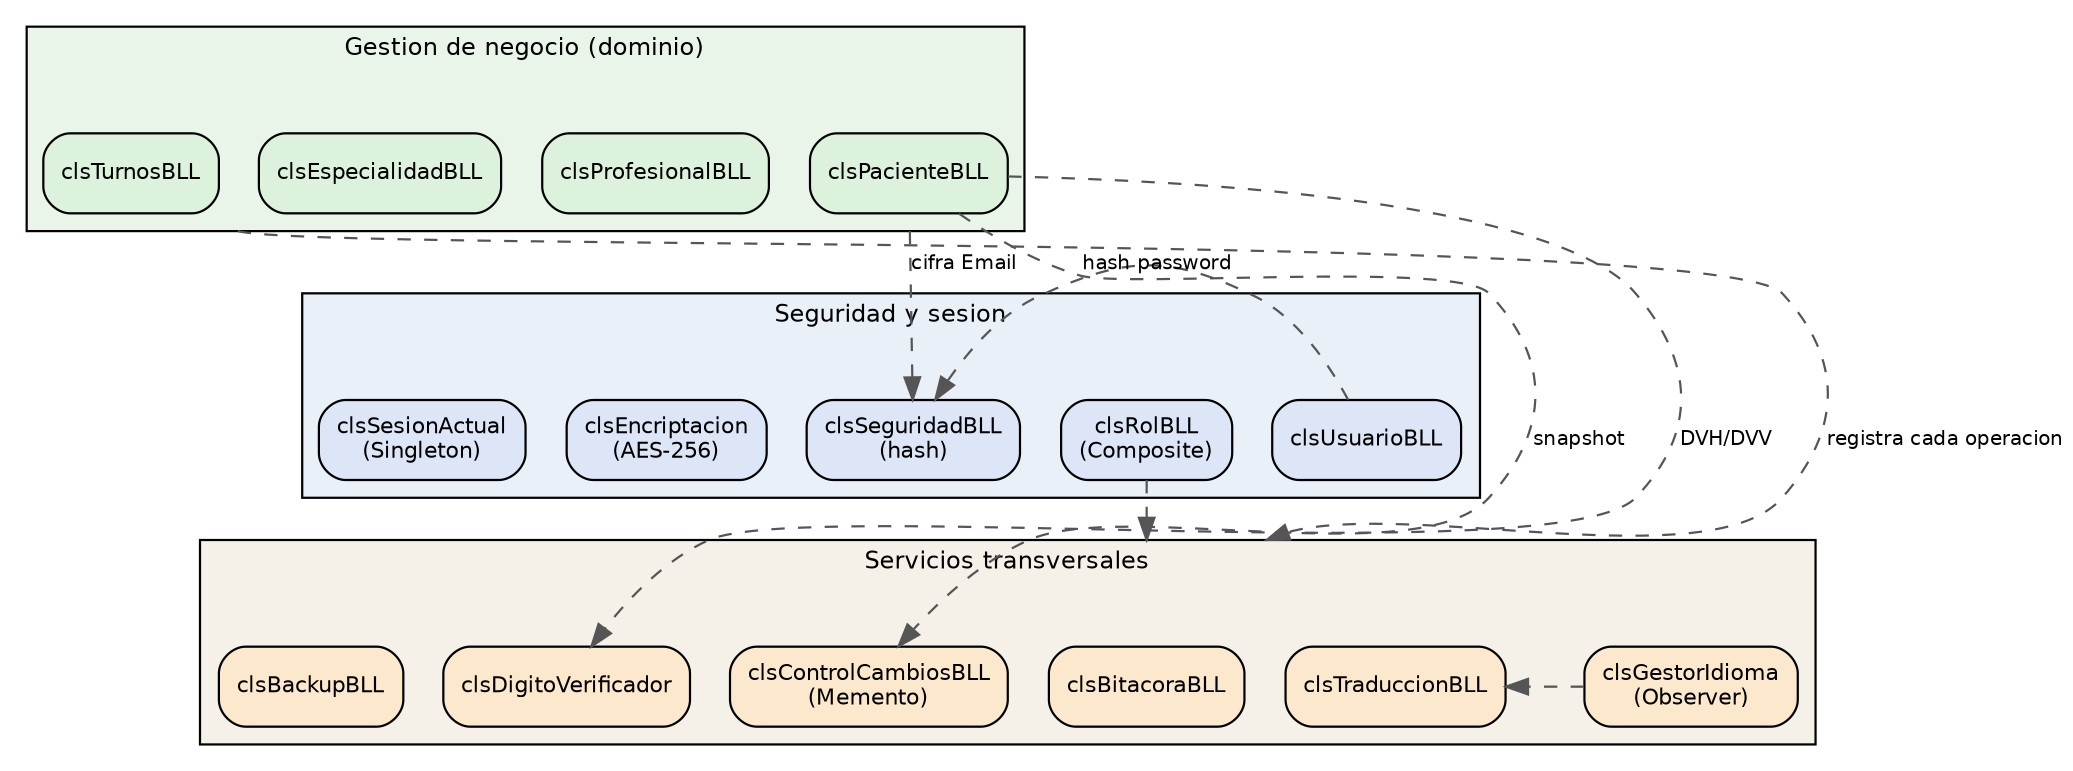 Gestion de negocio (dominio)
clsTurnosBLL
clsEspecialidadBLL
clsProfesionalBLL
clsPacienteBLL
cifra Email
hash password
Seguridad y sesion
clsSesionActual
(Singleton)
clsEncriptacion
(AES-256)
clsSeguridadBLL
(hash)
clsRolBLL
(Composite)
clsUsuarioBLL
snapshot
DVH/DVV
registra cada operacion
Servicios transversales
clsBackupBLL
clsDigitoVerificador
clsControlCambiosBLL
(Memento)
clsBitacoraBLL
clsTraduccionBLL
clsGestorIdioma
(Observer)